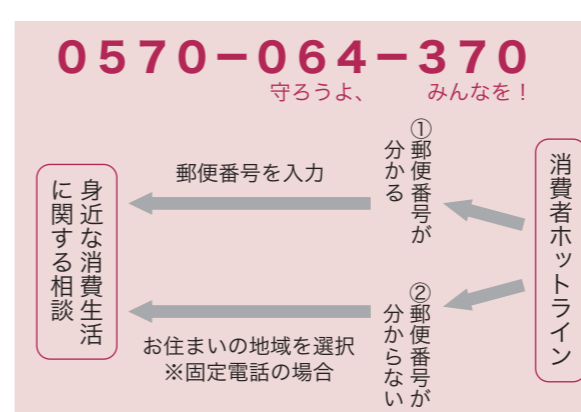 0570-064-370
守ろうよ、 みんなを！
消費者ホットライン
①郵便番号が
分かる
郵便番号を入力
②郵便番号が
分からない
お住まいの地域を選択
※固定電話の場合
身近な消費生活
に関する相談